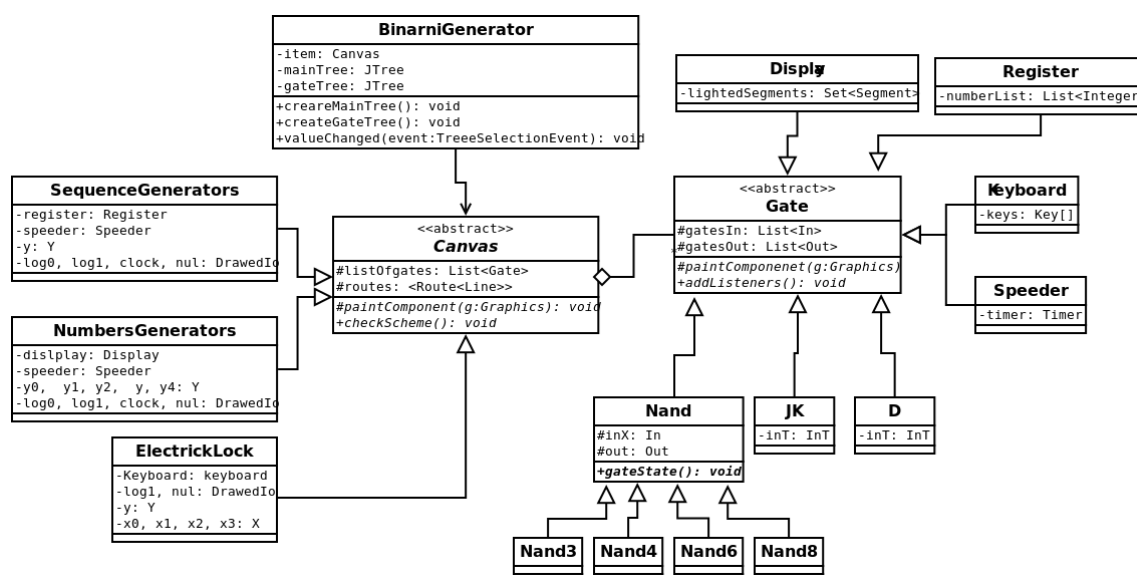 BinarniGenerator
-item: Canvas
-mainTree: JTree
-gateTree: JTree
+creareMainTree(): void
+createGateTree(): void
+valueChanged(event:TreeeSelectionEvent): void
Display
-lightedSegments: Set<Segment>
Register
-numberList: List<Integer
SequenceGenerators
-register: Register
-speeder: Speeder
-y: Y
-log0, log1, clock, nul: DrawedIo
<<abstract>>
Canvas
#listOfgates: List<Gate>
#routes: <Route<Line>>
#paintComponent(g:Graphics): void
+checkScheme(): void
<<abstract>>
Gate
#gatesIn: List<In>
#gatesOut: List<Out>
#paintComponenet(g:Graphics)
+addListeners(): void
*
Keyboard
-keys: Key[]
Speeder
-timer: Timer
NumbersGenerators
-dislplay: Display
-speeder: Speeder
-y0, y1, y2, y, y4: Y
-log0, log1, clock, nul: DrawedIo
ElectrickLock
-Keyboard: keyboard
-log1, nul: DrawedIo
-y: Y
-x0, x1, x2, x3: X
Nand
#inX: In
#out: Out
+gateState(): void
JK
-inT: InT
D
-inT: InT
Nand3
Nand4
Nand6
Nand8